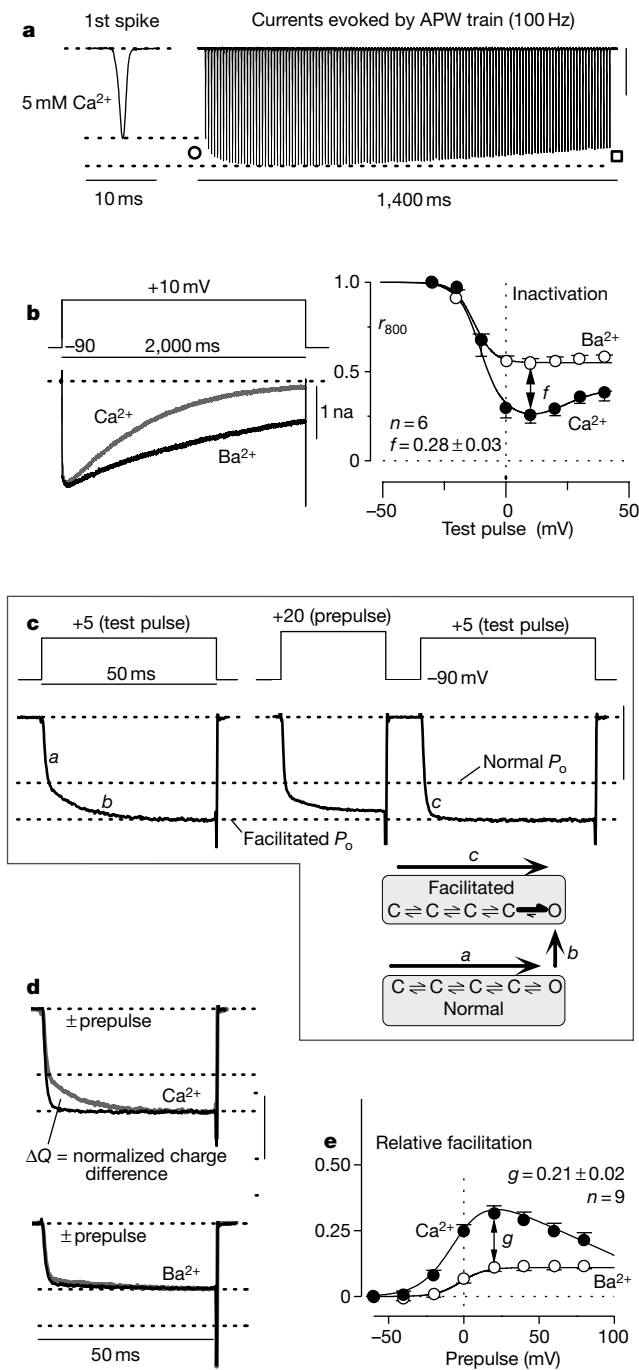 a
1st spike
Currents evoked by APW train (100 Hz)
5 mM Ca²⁺
10 ms
1,400 ms
b
+10 mV
–90
2,000 ms
Ca²⁺
Ba²⁺
1 na
1.0
0.5
0
r₈₀₀
Inactivation
Ba²⁺
f
Ca²⁺
n = 6
f = 0.28 ± 0.03
–50
0
50
Test pulse (mV)
c
+5 (test pulse)
+20 (prepulse)
+5 (test pulse)
50 ms
–90 mV
a
b
Normal Pₒ
c
Facilitated Pₒ
c
Facilitated
C ⇌ C ⇌ C ⇌ C ⇌ O
a
b
C ⇌ C ⇌ C ⇌ C ⇌ O
Normal
d
± prepulse
Ca²⁺
ΔQ = normalized charge
difference
± prepulse
Ba²⁺
50 ms
e
Relative facilitation
0.50
g = 0.21 ± 0.02
n = 9
Ca²⁺
0.25
g
Ba²⁺
0
–50
0
50
100
Prepulse (mV)